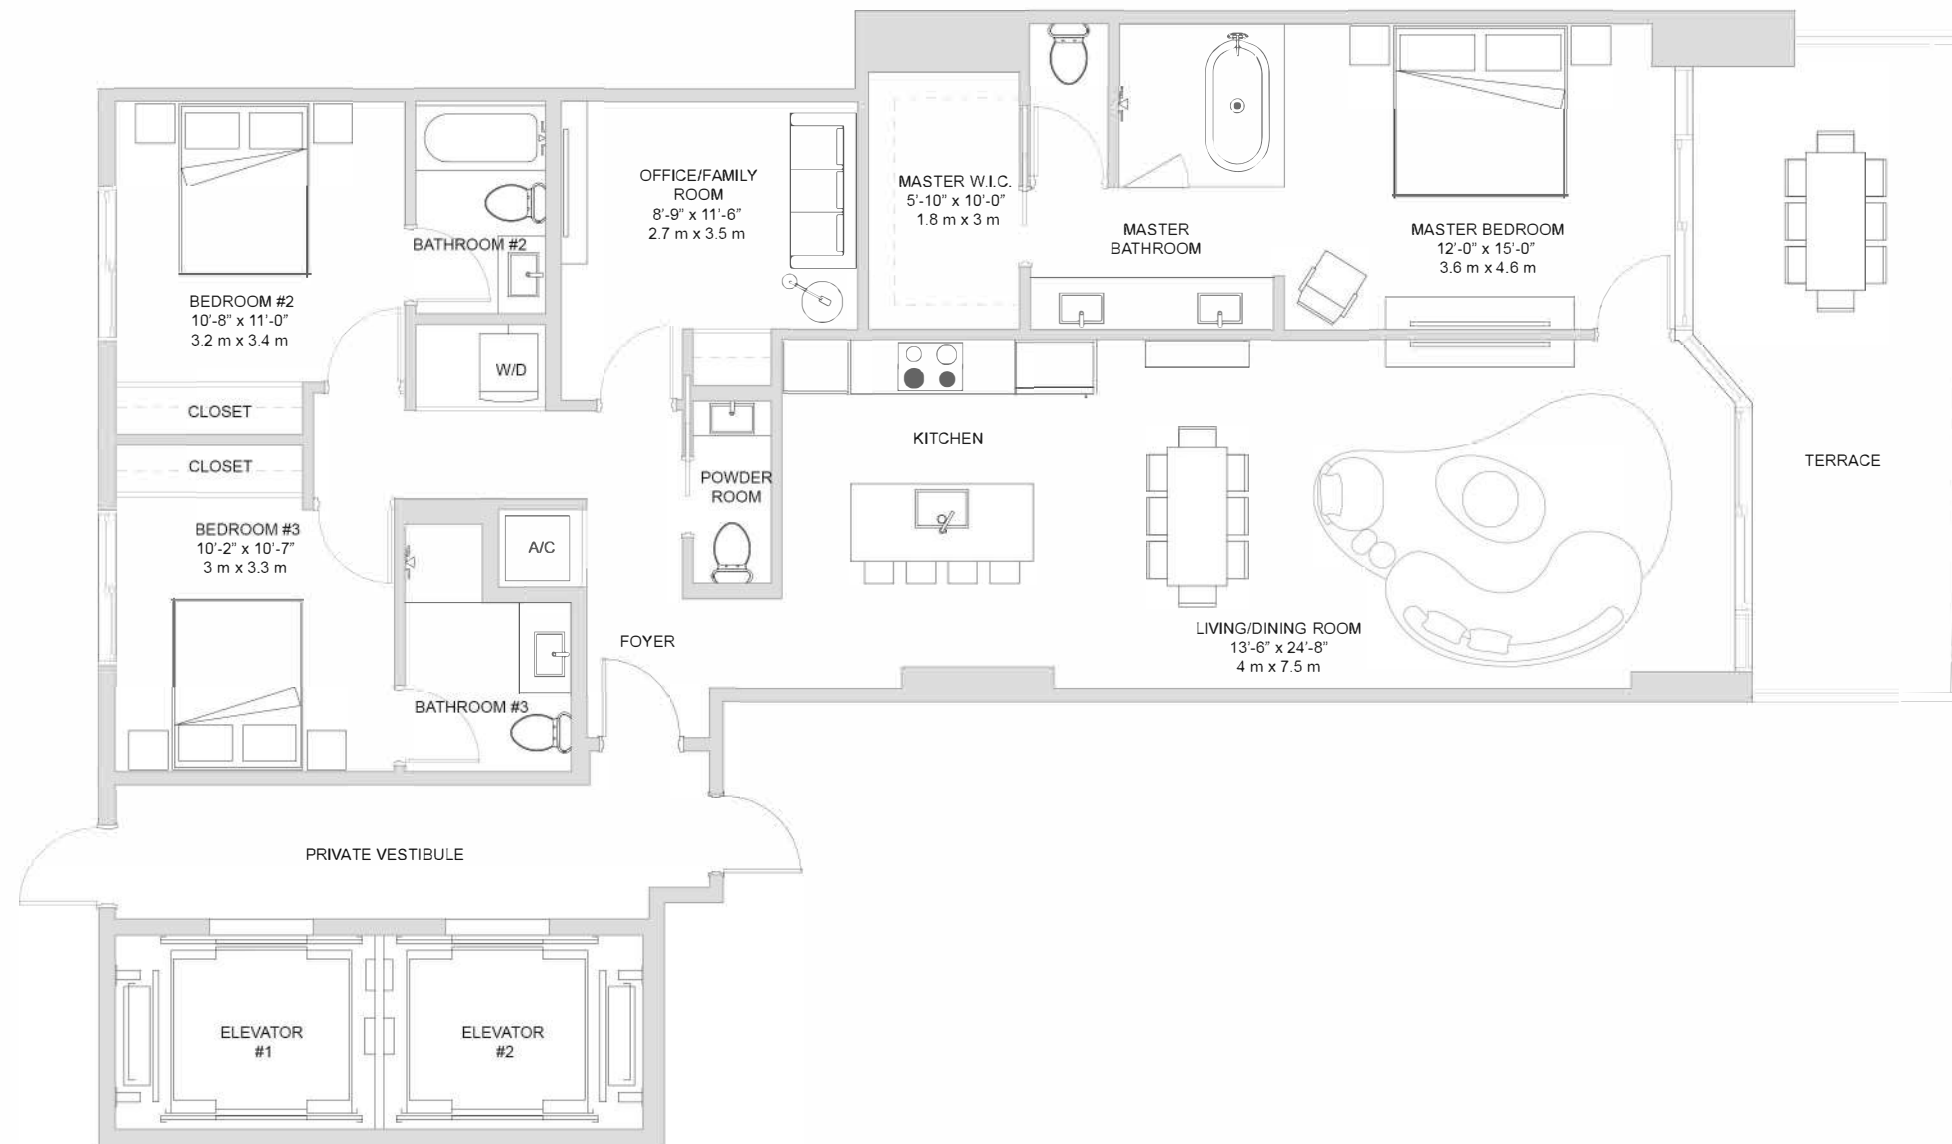 OFFICE/FAMILY
ROOM
8'-9" x 11'-6"
2.7 m x 3.5 m
MASTER W.I.C.
5'-10" x 10'-0"
1.8 m x 3 m
MASTER
BATHROOM
MASTER BEDROOM
12'-0" x 15'-0"
3.6 m x 4.6 m
BATHROOM #2
BEDROOM #2
10'-8" x 11'-0"
3.2 m x 3.4 m
W/D
CLOSET
CLOSET
KITCHEN
POWDER
ROOM
TERRACE
BEDROOM #3
10'-2" x 10'-7"
3 m x 3.3 m
A/C
FOYER
LIVING/DINING ROOM
13'-6" x 24'-8"
4 m x 7.5 m
BATHROOM #3
PRIVATE VESTIBULE
ELEVATOR
#1
ELEVATOR
#2